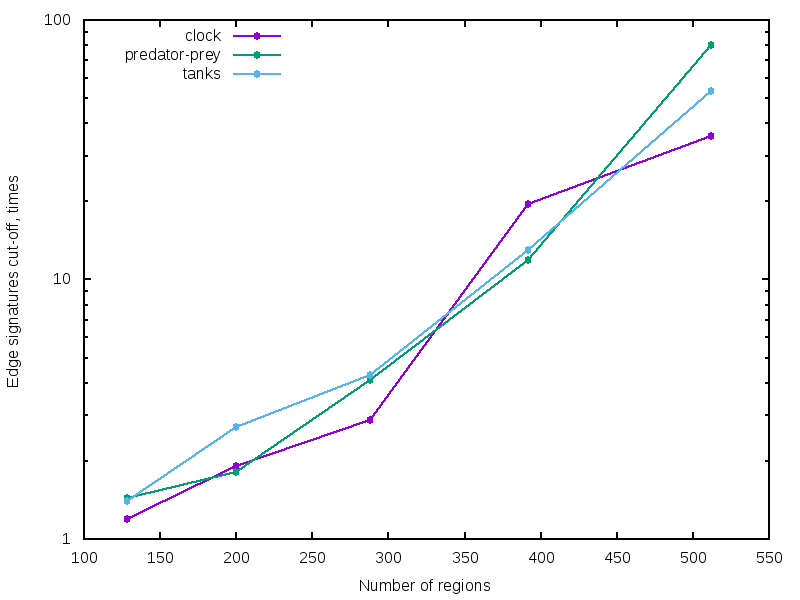 100
10
1
clock
predator-prey
tanks
Edge signatures cut-off, times
100 150 200 250 300 350 400 450 500 550
Number of regions